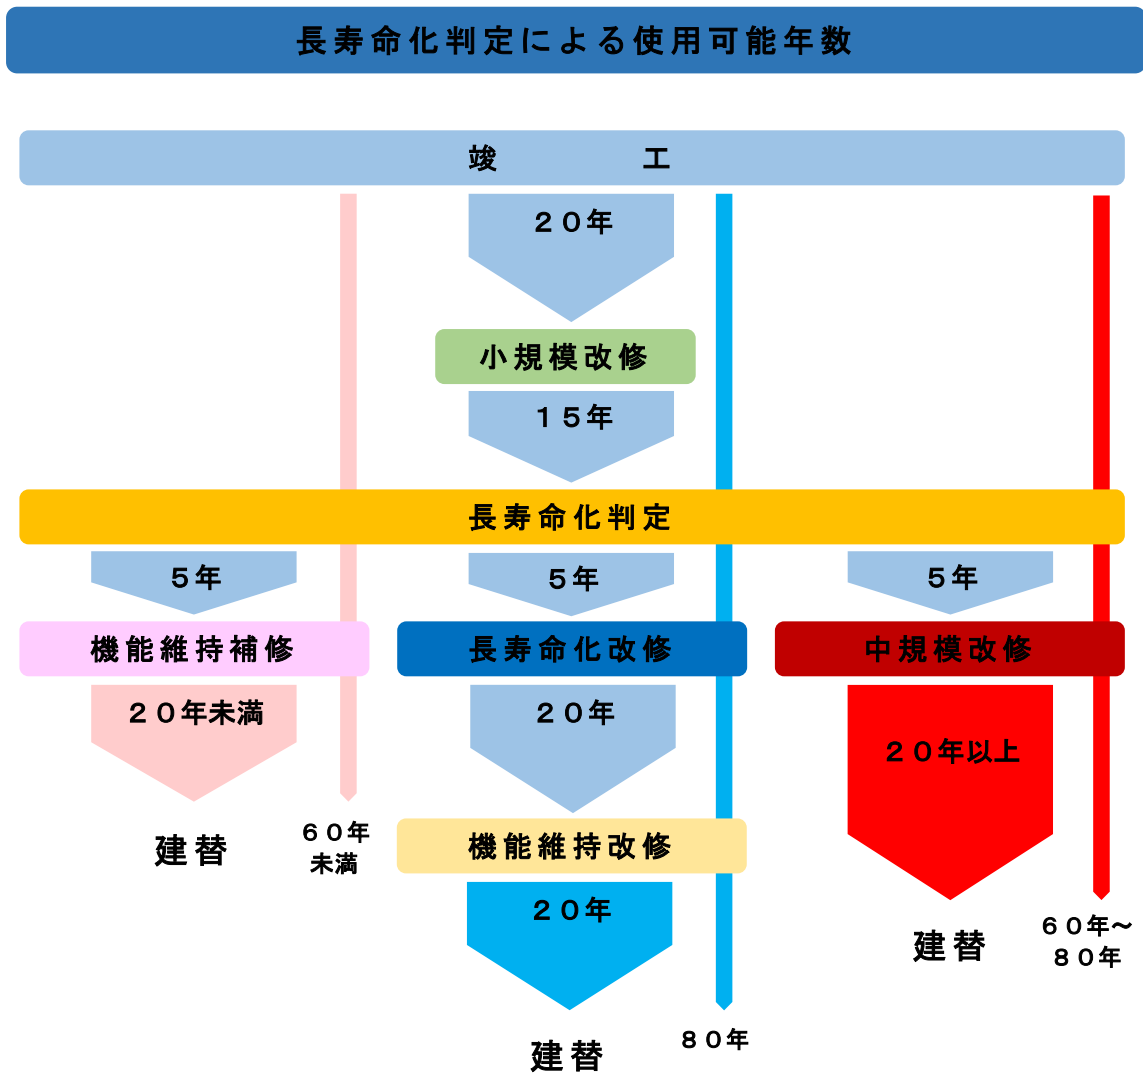 長寿命化判定による使用可能年数
竣工
２０年
小規模改修
１５年
長寿命化判定
５年
５年
５年
機能維持補修
長寿命化改修
中規模改修
２０年未満
２０年
２０年以上
６０年
未満
建替
機能維持改修
２０年
６０年～
８０年
建替
８０年
建替